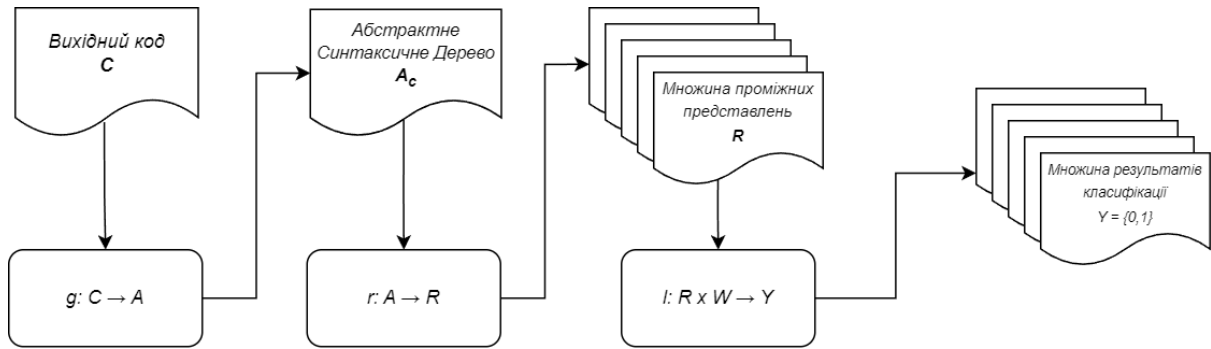 Вихідний код
C
Абстрактне
Синтаксичне Дерево
A_c
Множина проміжних
представлень
R
Множина результатів
класифікації
Y = {0,1}
g: C → A
r: A → R
l: R x W → Y